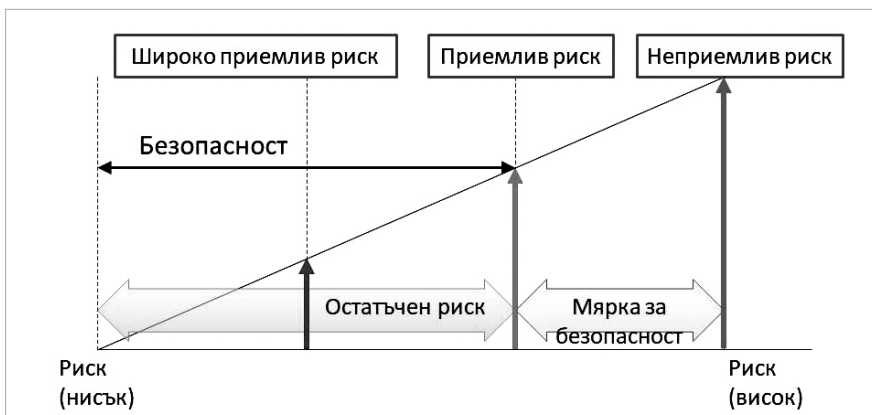 Широко приемлив риск
Приемлив риск
Неприемлив риск
Безопасност
Остатъчен риск
Мярка за
безопасност
Риск
(нисък)
Риск
(висок)